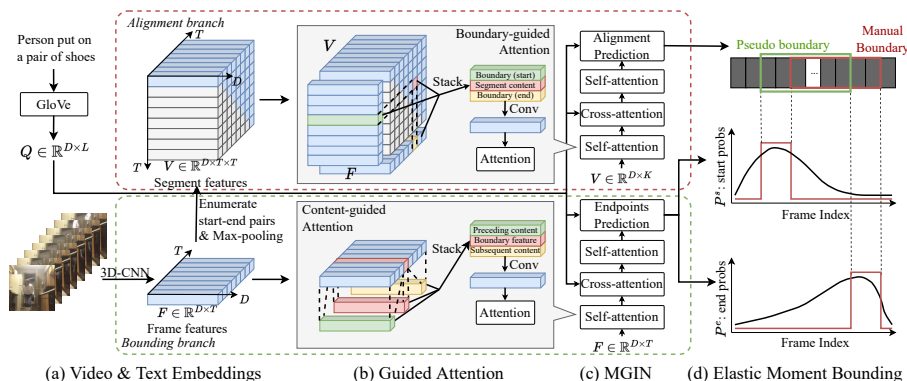 Alignment branch
Person put on
a pair of shoes
GloVe
Q ∈ ℝ^{D×L}
T
D
T
V ∈ ℝ^{D×T×T}
Segment features
Enumerate
start-end pairs
& Max-pooling
3D-CNN
T
D
F ∈ ℝ^{D×T}
Frame features
Bounding branch
Boundary-guided
Attention
V
F
Stack
Boundary (start)
Segment content
Boundary (end)
Conv
Attention
Content-guided
Attention
Stack
Preceding content
Boundary feature
Subsequent content
Conv
Attention
Alignment
Prediction
Self-attention
Cross-attention
Self-attention
V ∈ ℝ^{D×K}
Endpoints
Prediction
Self-attention
Cross-attention
Self-attention
F ∈ ℝ^{D×T}
Manual
Pseudo boundary
Boundary
...
P^s: start probs
Frame Index
P^e: end probs
Frame Index
(a) Video & Text Embeddings
(b) Guided Attention
(c) MGIN
(d) Elastic Moment Bounding